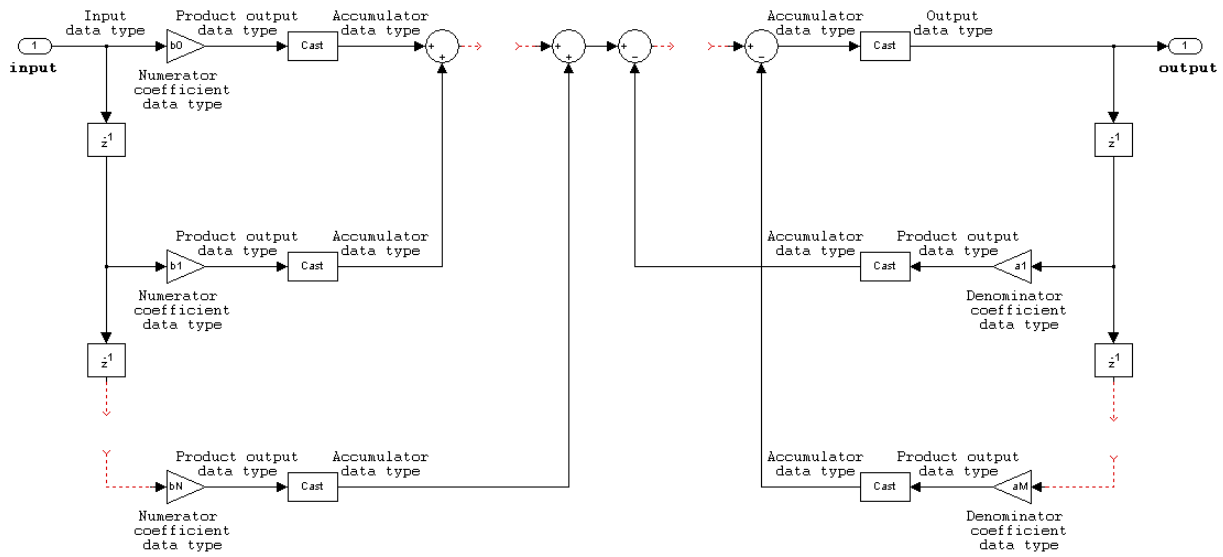 Input
data type
Product output
data type
Accumulator
data type
Accumulator
data type
Output
data type
1
b0
Cast
+
+
+
+
+
-
+
-
Cast
1
input
output
Numerator
coefficient
data type
z-1
z-1
Product output
data type
Accumulator
data type
Accumulator
data type
Product output
data type
b1
Cast
Cast
a1
Numerator
coefficient
data type
Denominator
coefficient
data type
z-1
z-1
Product output
data type
Accumulator
data type
Accumulator
data type
Product output
data type
bN
Cast
Cast
aM
Numerator
coefficient
data type
Denominator
coefficient
data type